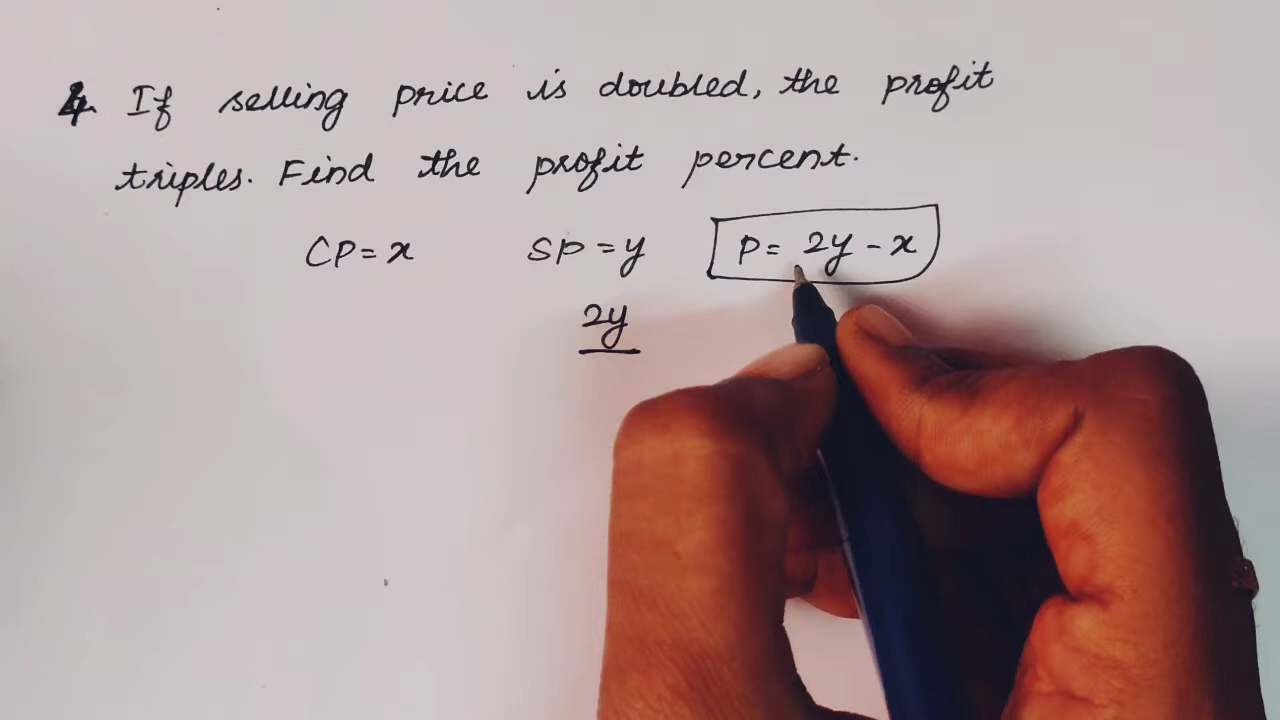 4. If selling price is doubled, the profit
triples. Find the profit percent.
CP = x SP = y P = 2y - x
2y